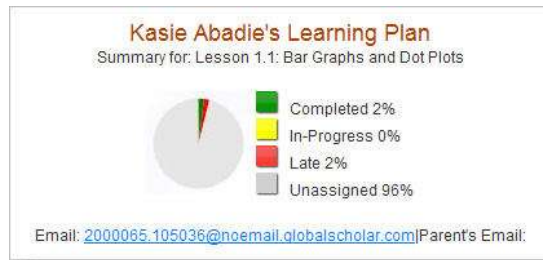 Kasie Abadie's Learning Plan
Summary for: Lesson 1.1: Bar Graphs and Dot Plots
Completed 2%
In-Progress 0%
Late 2%
Unassigned 96%
Email: 2000065.105036@noemail.globalscholar.com|Parent's Email: